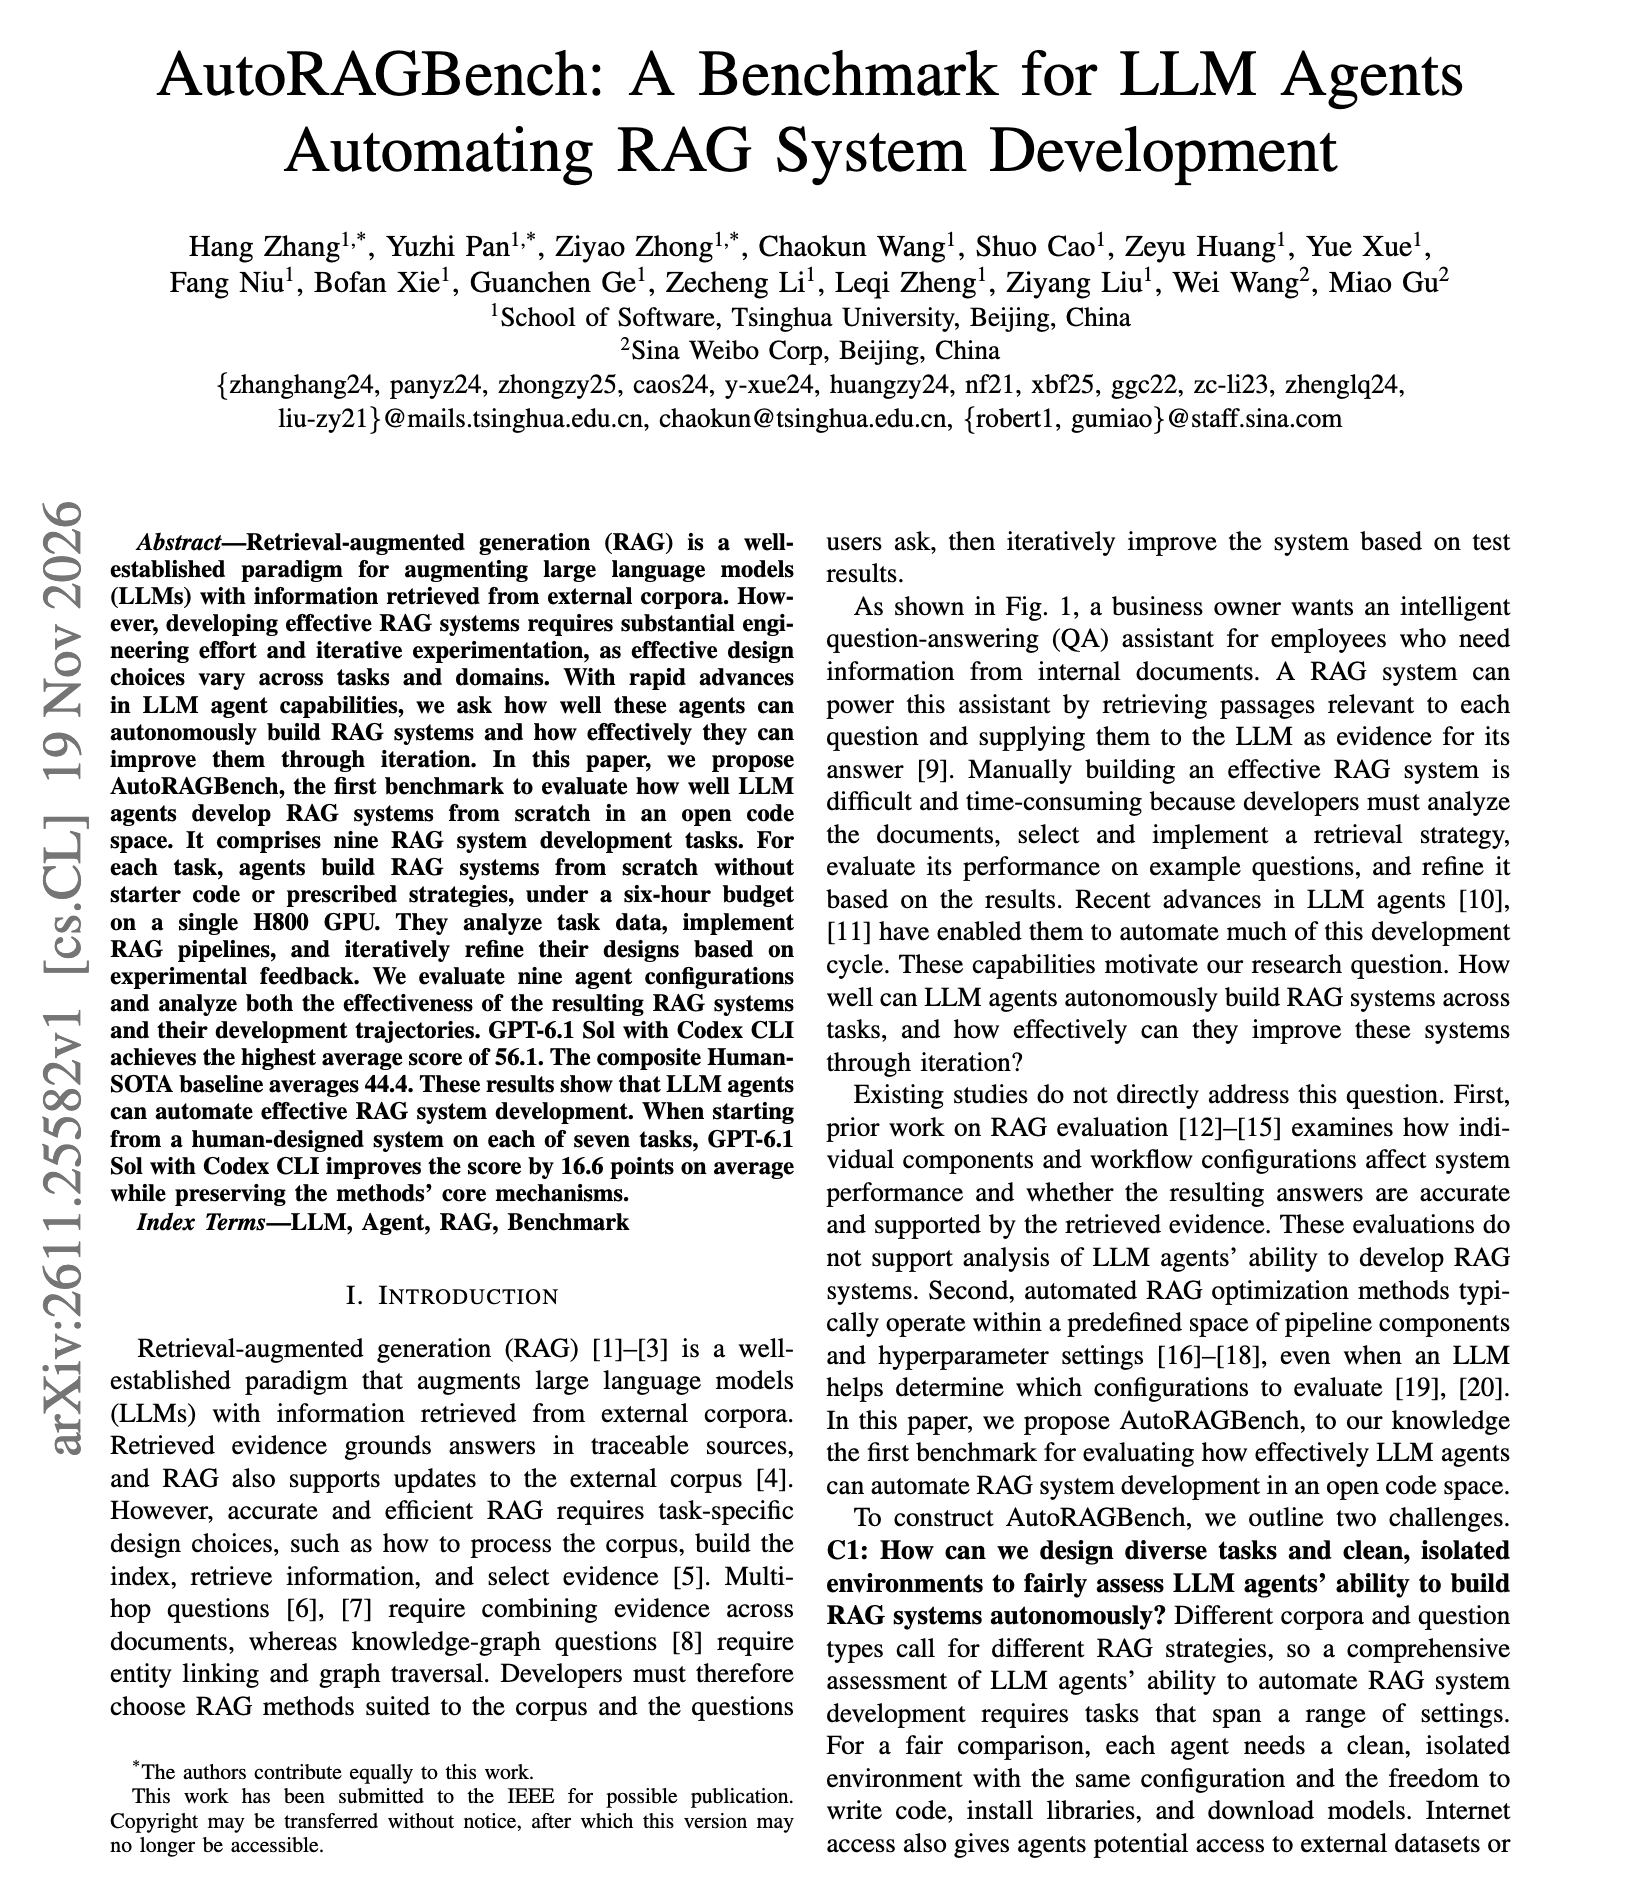 AutoRAGBench: A Benchmark for LLM Agents
Automating RAG System Development
Hang Zhang1,*, Yuzhi Pan1,*, Ziyao Zhong1,*, Chaokun Wang1, Shuo Cao1, Zeyu Huang1, Yue Xue1,
Fang Niu1, Bofan Xie1, Guanchen Ge1, Zecheng Li1, Leqi Zheng1, Ziyang Liu1, Wei Wang2, Miao Gu2
1School of Software, Tsinghua University, Beijing, China
2Sina Weibo Corp, Beijing, China
{zhanghang24, panyz24, zhongzy25, caos24, y-xue24, huangzy24, nf21, xbf25, ggc22, zc-li23, zhenglq24,
liu-zy21}@mails.tsinghua.edu.cn, chaokun@tsinghua.edu.cn, {robert1, gumiao}@staff.sina.com
arXiv:2611.25582v1 [cs.CL] 19 Nov 2026
Abstract—Retrieval-augmented generation (RAG) is a well-
established paradigm for augmenting large language models
(LLMs) with information retrieved from external corpora. How-
ever, developing effective RAG systems requires substantial engi-
neering effort and iterative experimentation, as effective design
choices vary across tasks and domains. With rapid advances
in LLM agent capabilities, we ask how well these agents can
autonomously build RAG systems and how effectively they can
improve them through iteration. In this paper, we propose
AutoRAGBench, the first benchmark to evaluate how well LLM
agents develop RAG systems from scratch in an open code
space. It comprises nine RAG system development tasks. For
each task, agents build RAG systems from scratch without
starter code or prescribed strategies, under a six-hour budget
on a single H800 GPU. They analyze task data, implement
RAG pipelines, and iteratively refine their designs based on
experimental feedback. We evaluate nine agent configurations
and analyze both the effectiveness of the resulting RAG systems
and their development trajectories. GPT-6.1 Sol with Codex CLI
achieves the highest average score of 56.1. The composite Human-
SOTA baseline averages 44.4. These results show that LLM agents
can automate effective RAG system development. When starting
from a human-designed system on each of seven tasks, GPT-6.1
Sol with Codex CLI improves the score by 16.6 points on average
while preserving the methods' core mechanisms.
Index Terms—LLM, Agent, RAG, Benchmark
I. INTRODUCTION
Retrieval-augmented generation (RAG) [1]–[3] is a well-
established paradigm that augments large language models
(LLMs) with information retrieved from external corpora.
Retrieved evidence grounds answers in traceable sources,
and RAG also supports updates to the external corpus [4].
However, accurate and efficient RAG requires task-specific
design choices, such as how to process the corpus, build the
index, retrieve information, and select evidence [5]. Multi-
hop questions [6], [7] require combining evidence across
documents, whereas knowledge-graph questions [8] require
entity linking and graph traversal. Developers must therefore
choose RAG methods suited to the corpus and the questions
*The authors contribute equally to this work.
This work has been submitted to the IEEE for possible publication.
Copyright may be transferred without notice, after which this version may
no longer be accessible.
users ask, then iteratively improve the system based on test
results.
As shown in Fig. 1, a business owner wants an intelligent
question-answering (QA) assistant for employees who need
information from internal documents. A RAG system can
power this assistant by retrieving passages relevant to each
question and supplying them to the LLM as evidence for its
answer [9]. Manually building an effective RAG system is
difficult and time-consuming because developers must analyze
the documents, select and implement a retrieval strategy,
evaluate its performance on example questions, and refine it
based on the results. Recent advances in LLM agents [10],
[11] have enabled them to automate much of this development
cycle. These capabilities motivate our research question. How
well can LLM agents autonomously build RAG systems across
tasks, and how effectively can they improve these systems
through iteration?
Existing studies do not directly address this question. First,
prior work on RAG evaluation [12]–[15] examines how indi-
vidual components and workflow configurations affect system
performance and whether the resulting answers are accurate
and supported by the retrieved evidence. These evaluations do
not support analysis of LLM agents' ability to develop RAG
systems. Second, automated RAG optimization methods typi-
cally operate within a predefined space of pipeline components
and hyperparameter settings [16]–[18], even when an LLM
helps determine which configurations to evaluate [19], [20].
In this paper, we propose AutoRAGBench, to our knowledge
the first benchmark for evaluating how effectively LLM agents
can automate RAG system development in an open code space.
To construct AutoRAGBench, we outline two challenges.
C1: How can we design diverse tasks and clean, isolated
environments to fairly assess LLM agents' ability to build
RAG systems autonomously? Different corpora and question
types call for different RAG strategies, so a comprehensive
assessment of LLM agents' ability to automate RAG system
development requires tasks that span a range of settings.
For a fair comparison, each agent needs a clean, isolated
environment with the same configuration and the freedom to
write code, install libraries, and download models. Internet
access also gives agents potential access to external datasets or